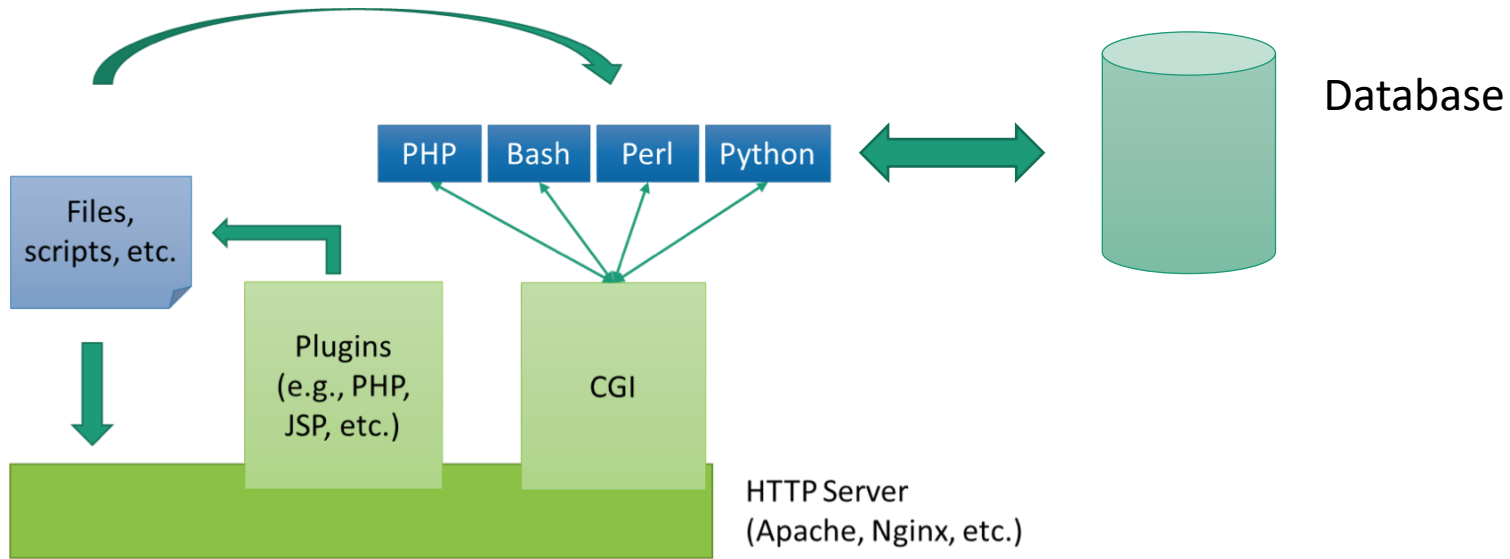 Database
PHP
Bash
Perl
Python
Files,
scripts, etc.
Plugins
(e.g., PHP,
JSP, etc.)
CGI
HTTP Server
(Apache, Nginx, etc.)